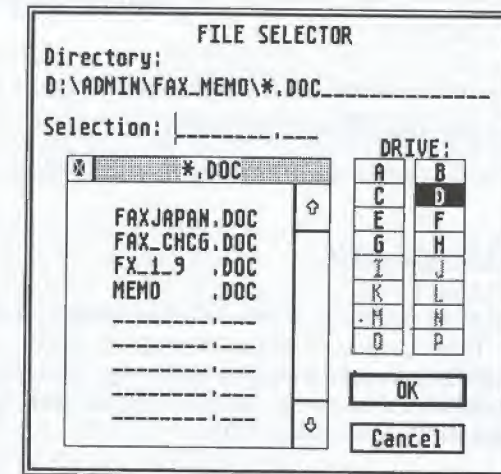 FILE SELECTOR
Directory:
D:\ADMIN\FAX_MEMO\*.DOC
Selection:
*.DOC
FAXJAPAN.DOC
FAX_CHCG.DOC
FX_1_9 .DOC
MEMO .DOC
DRIVE:
A B
C D
E F
G H
I J
K L
M N
O P
OK
Cancel